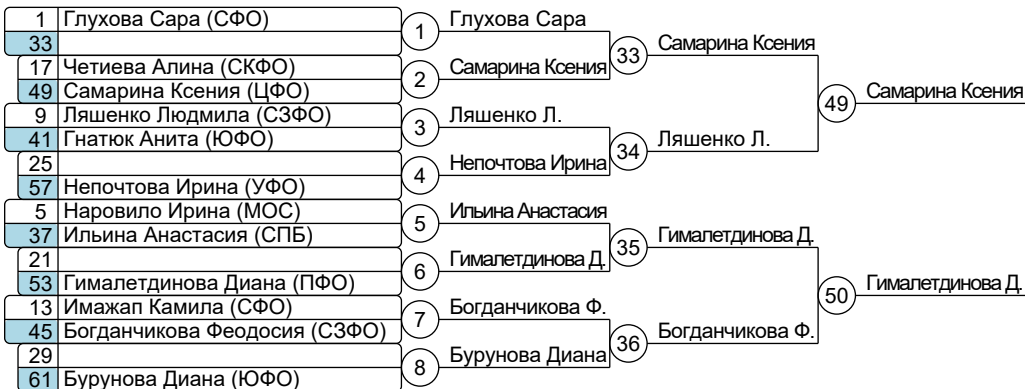 1 Глухова Сара (СФО)
33
17 Четиева Алина (СКФО)
49 Самарина Ксения (ЦФО)
9 Ляшенко Людмила (СЗФО)
41 Гнатюк Анита (ЮФО)
25
57 Непочтова Ирина (УФО)
5 Наровило Ирина (МОС)
37 Ильина Анастасия (СПБ)
21
53 Гималетдинова Диана (ПФО)
13 Имажап Камила (СФО)
45 Богданчикова Феодосия (СЗФО)
29
61 Бурунова Диана (ЮФО)
1 Глухова Сара
2 Самарина Ксения
3 Ляшенко Л.
4 Непочтова Ирина
5 Ильина Анастасия
6 Гималетдинова Д.
7 Богданчикова Ф.
8 Бурунова Диана
33 Самарина Ксения
34 Ляшенко Л.
35 Гималетдинова Д.
36 Богданчикова Ф.
49 Самарина Ксения
50 Гималетдинова Д.